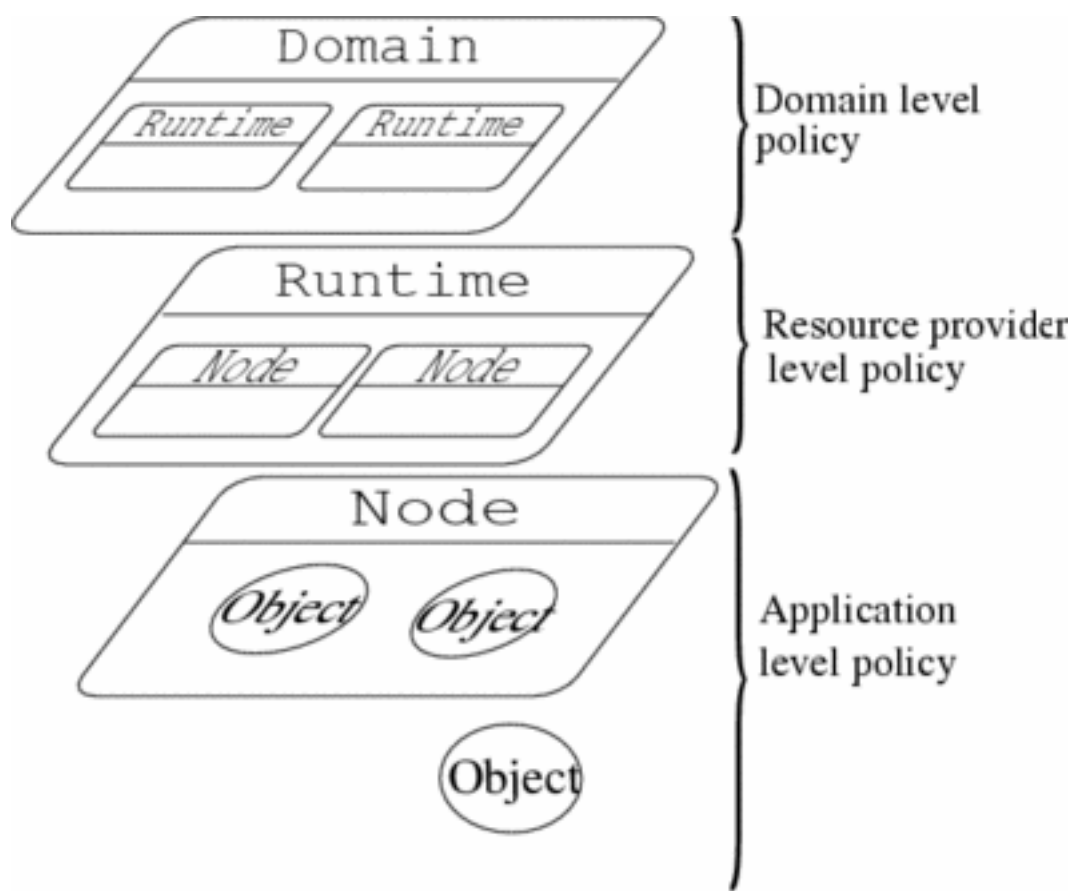 Domain
Runtime Runtime
Domain level
policy
Runtime
Node Node
Resource provider
level policy
Node
Object Object
Application
level policy
Object